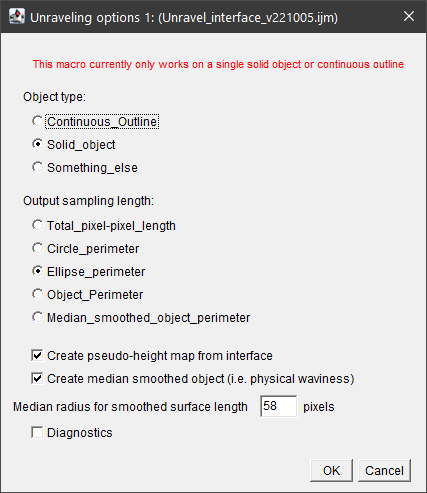 Unraveling options 1: (Unravel_interface_v221005.ijm)
This macro currently only works on a single solid object or continuous outline
Object type:
Continuous_Outline
Solid_object
Something_else
Output sampling length:
Total_pixel-pixel_length
Circle_perimeter
Ellipse_perimeter
Object_Perimeter
Median_smoothed_object_perimeter
Create pseudo-height map from interface
Create median smoothed object (i.e. physical waviness)
Median radius for smoothed surface length 58 pixels
Diagnostics
OK Cancel